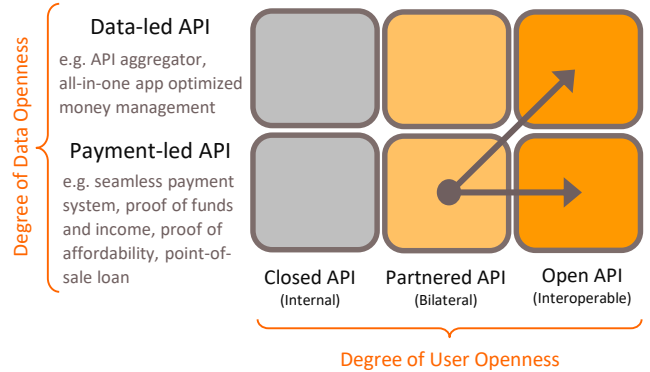 Degree of Data Openness
Data-led API
e.g. API aggregator,
all-in-one app optimized
money management
Payment-led API
e.g. seamless payment
system, proof of funds
and income, proof of
affordability, point-of-
sale loan
Closed API
(Internal)
Partnered API
(Bilateral)
Open API
(Interoperable)
Degree of User Openness